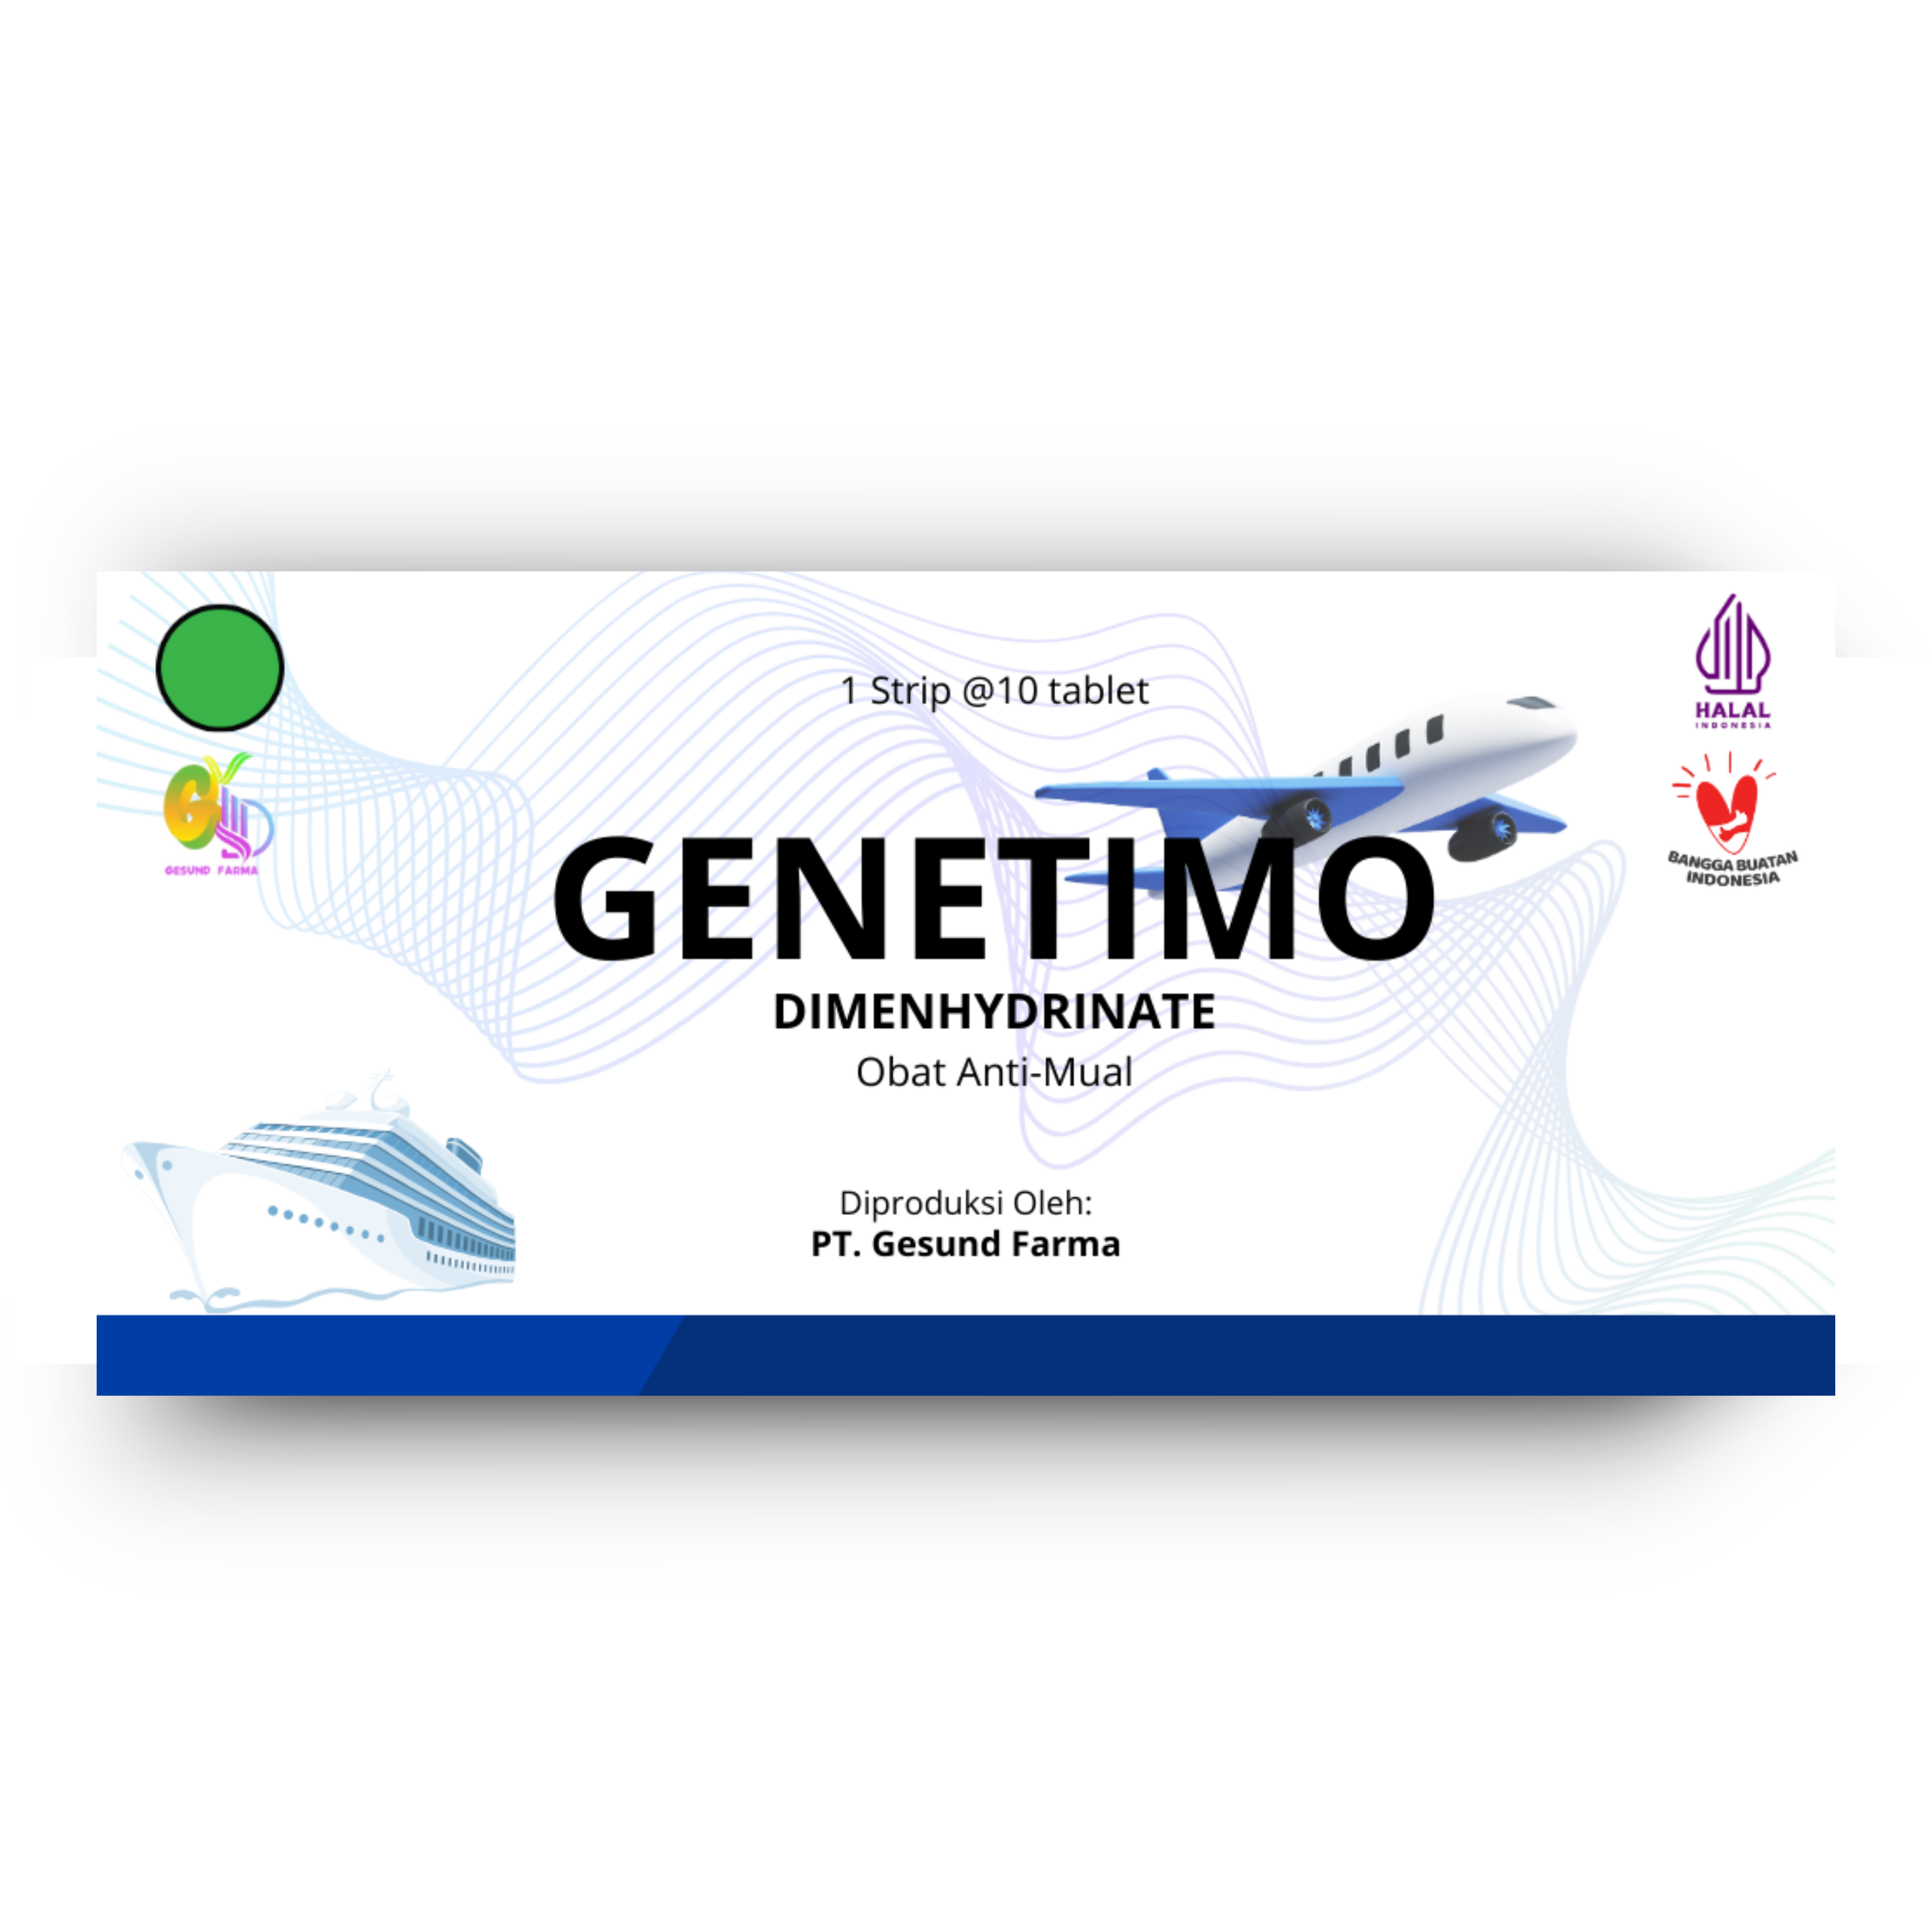 1 Strip @10 tablet
HALAL
INDONESIA
GESUND FARMA
BANGGA BUATAN
INDONESIA
GENETIMO
DIMENHYDRINATE
Obat Anti-Mual
Diproduksi Oleh:
PT. Gesund Farma